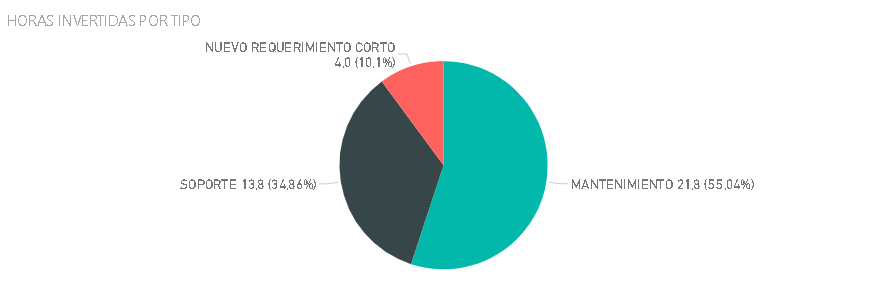 HORAS INVERTIDAS POR TIPO
NUEVO REQUERIMIENTO CORTO
4,0 (10,1%)
SOPORTE 13,8 (34,86%)
MANTENIMIENTO 21,8 (55,04%)